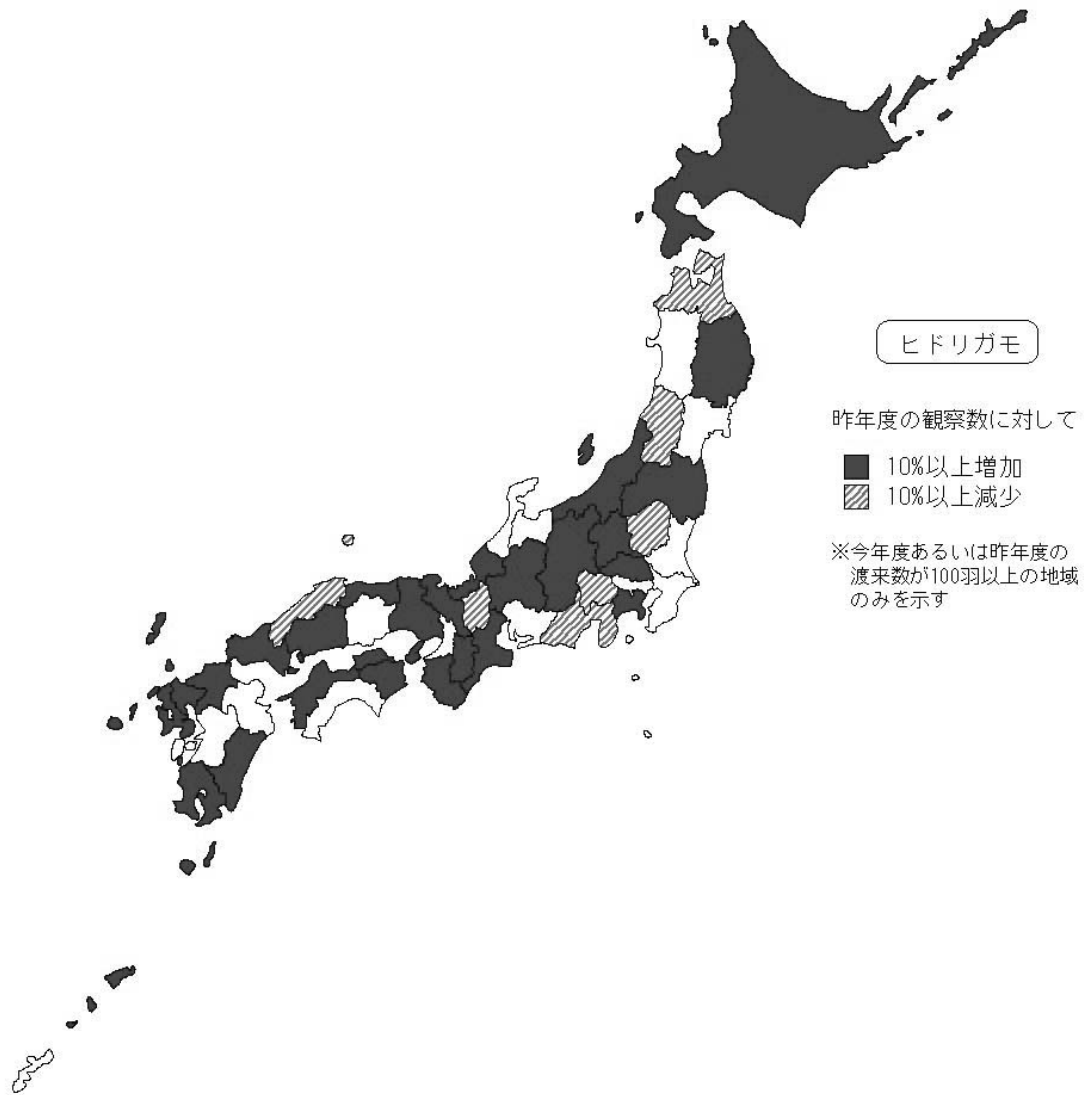 ヒドリガモ
昨年度の観察数に対して
10%以上増加
10%以上減少
※今年度あるいは昨年度の
渡来数が100羽以上の地域
のみを示す